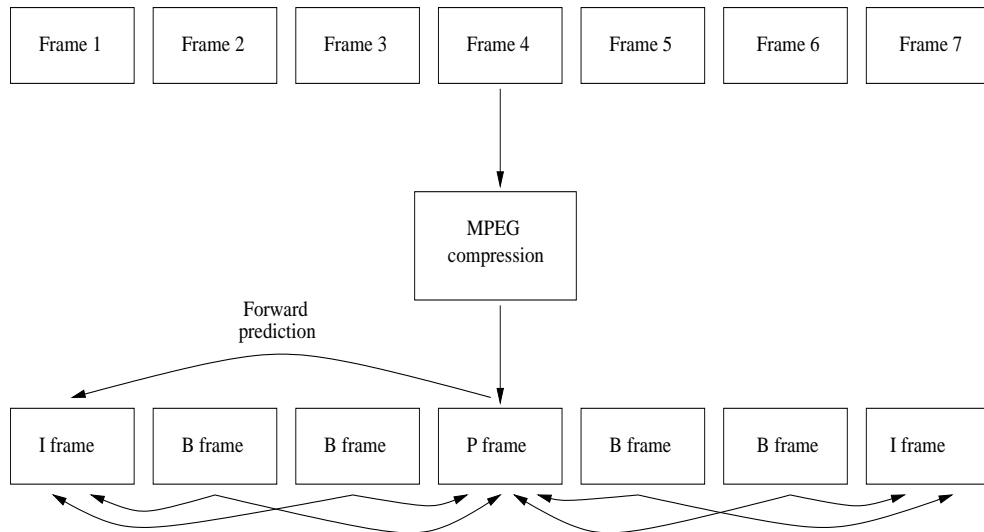 Frame 1
Frame 2
Frame 3
Frame 4
Frame 5
Frame 6
Frame 7
MPEG
compression
Forward
prediction
I frame
B frame
B frame
P frame
B frame
B frame
I frame